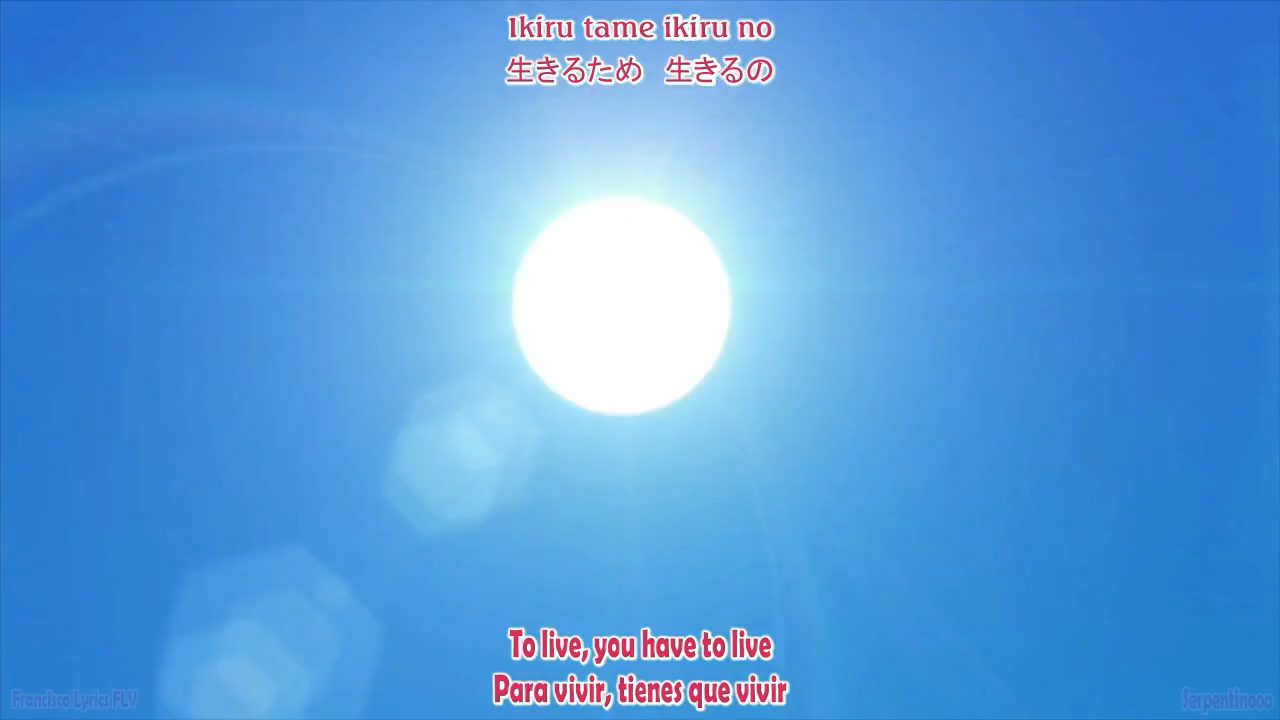 Ikiru tame ikiru no
生きるため 生きるの
To live, you have to live
Para vivir, tienes que vivir
Francisco Lyrics FLV
Serpentinooo